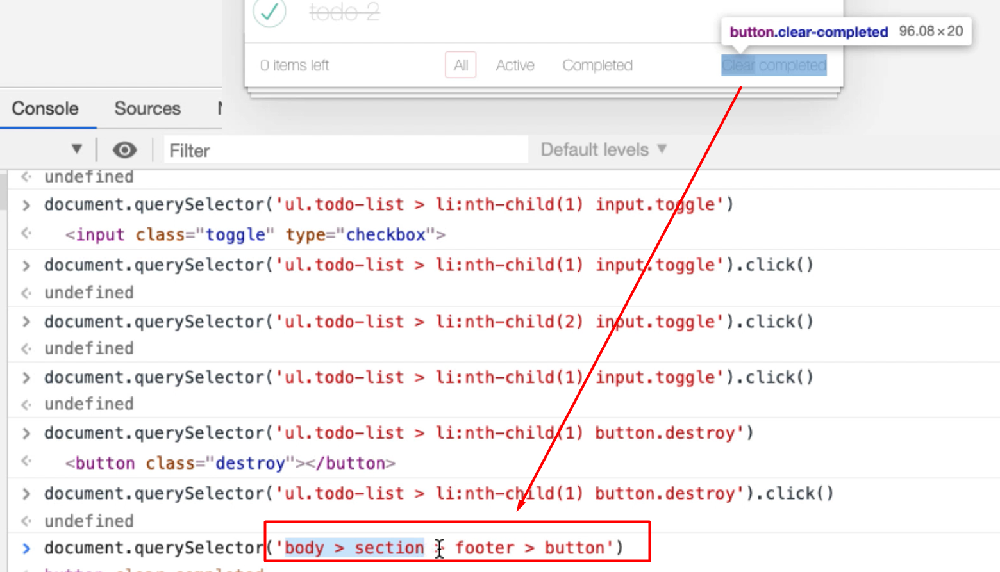 todo 2
button.clear-completed 96.08×20
0 items left All Active Completed Clear completed
Console Sources
Filter Default levels
undefined
document.querySelector('ul.todo-list > li:nth-child(1) input.toggle')
<input class="toggle" type="checkbox">
document.querySelector('ul.todo-list > li:nth-child(1) input.toggle').click()
undefined
document.querySelector('ul.todo-list > li:nth-child(2) input.toggle').click()
undefined
document.querySelector('ul.todo-list > li:nth-child(1) input.toggle').click()
undefined
document.querySelector('ul.todo-list > li:nth-child(1) button.destroy')
<button class="destroy"></button>
document.querySelector('ul.todo-list > li:nth-child(1) button.destroy').click()
undefined
document.querySelector('body > section > footer > button')
button.clear-completed